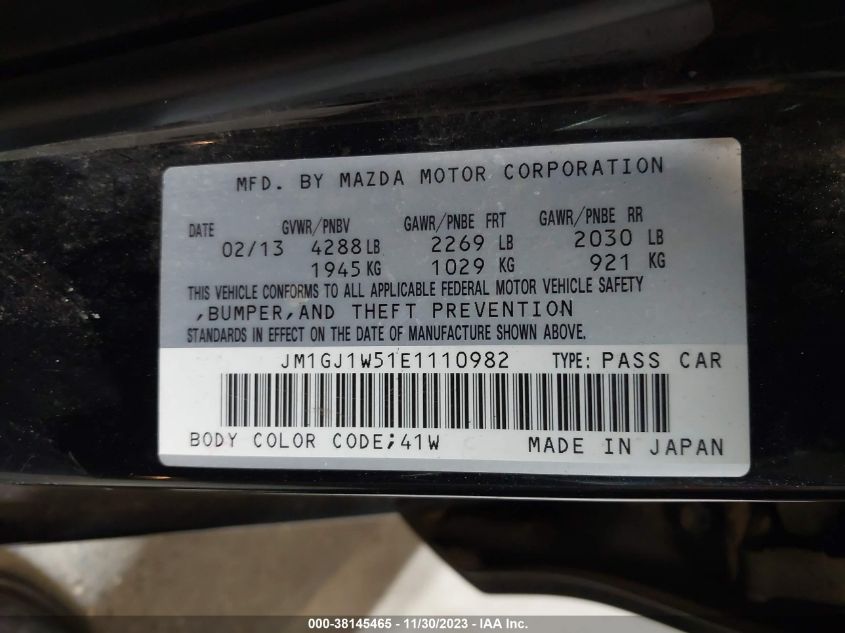 MFD. BY MAZDA MOTOR CORPORATION
DATE GVWR/PNBV GAWR/PNBE FRT GAWR/PNBE RR
02/13 4288 LB 2269 LB 2030 LB
1945 KG 1029 KG 921 KG
THIS VEHICLE CONFORMS TO ALL APPLICABLE FEDERAL MOTOR VEHICLE SAFETY
,BUMPER,AND THEFT PREVENTION
STANDARDS IN EFFECT ON THE DATE OF MANUFACTURE SHOWN ABOVE.
JM1GJ1W51E1110982 TYPE: PASS CAR
BODY COLOR CODE;41W MADE IN JAPAN
000-38145465 - 11/30/2023 - IAA Inc.